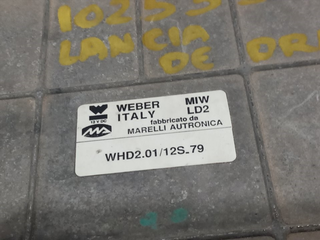 LANCIA
DE
WEBER
ITALY
MIW
LD2
fabbricato da
MARELLI AUTRONICA
WHD2.01/12S.79